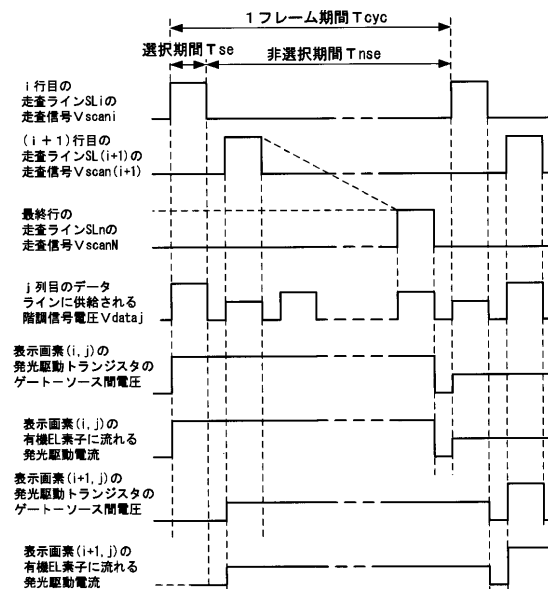 1フレーム期間Tcyc
選択期間Tse
非選択期間Tnse
i行目の
走査ラインSLiの
走査信号Vscani
(i+1)行目の
走査ラインSL(i+1)の
走査信号Vscan(i+1)
最終行の
走査ラインSLnの
走査信号VscanN
j列目のデータ
ラインに供給される
階調信号電圧Vdataj
表示画素(i,j)の
発光駆動トランジスタの
ゲートーソース間電圧
表示画素(i,j)の
有機EL素子に流れる
発光駆動電流
表示画素(i+1,j)の
発光駆動トランジスタの
ゲートーソース間電圧
表示画素(i+1,j)の
有機EL素子に流れる
発光駆動電流